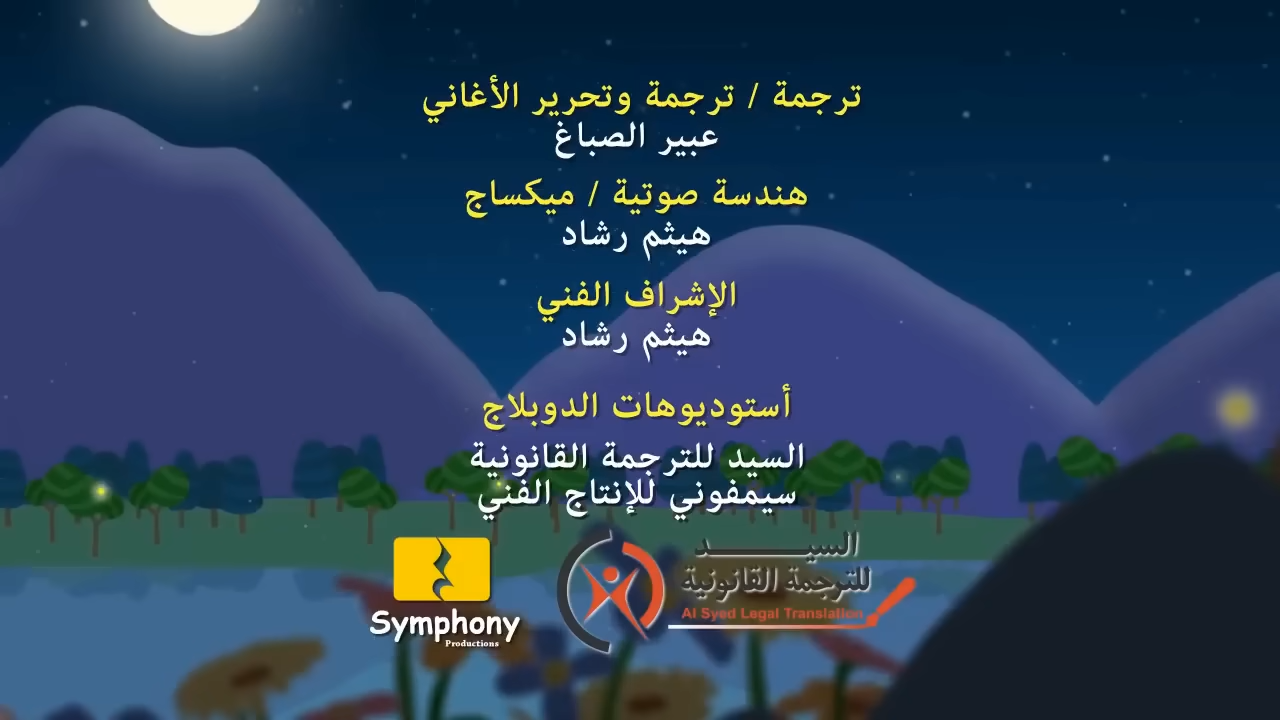 ترجمة / ترجمة وتحرير الأغاني
عبير الصباغ
هندسة صوتية / ميكساج
هيثم رشاد
الإشراف الفني
هيثم رشاد
أستوديوهات الدوبلاج
السيد للترجمة القانونية
سيمفوني للإنتاج الفني
السيـــــــد
للترجمة القانونية
Al Syed Legal Translation
Symphony
Productions